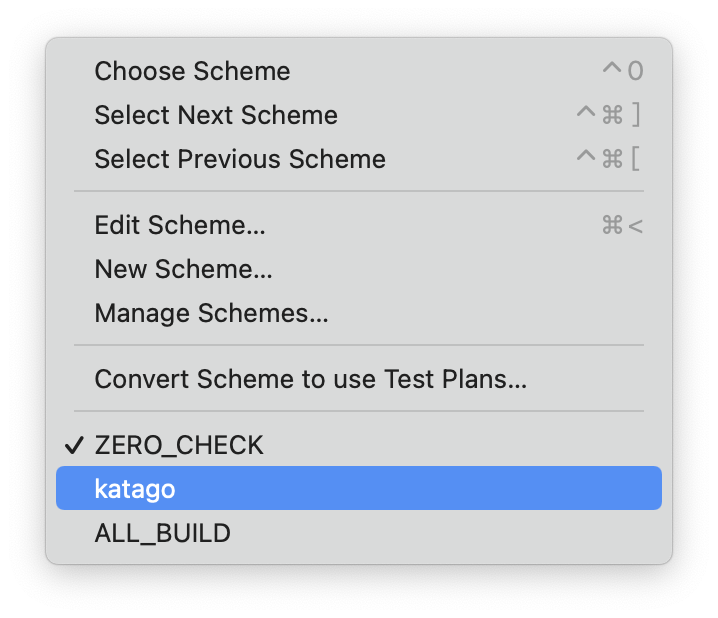 Choose Scheme ^ 0
Select Next Scheme ^ ⌘ ]
Select Previous Scheme ^ ⌘ [
Edit Scheme... ⌘ <
New Scheme...
Manage Schemes...
Convert Scheme to use Test Plans...
✓ ZERO_CHECK
katago
ALL_BUILD